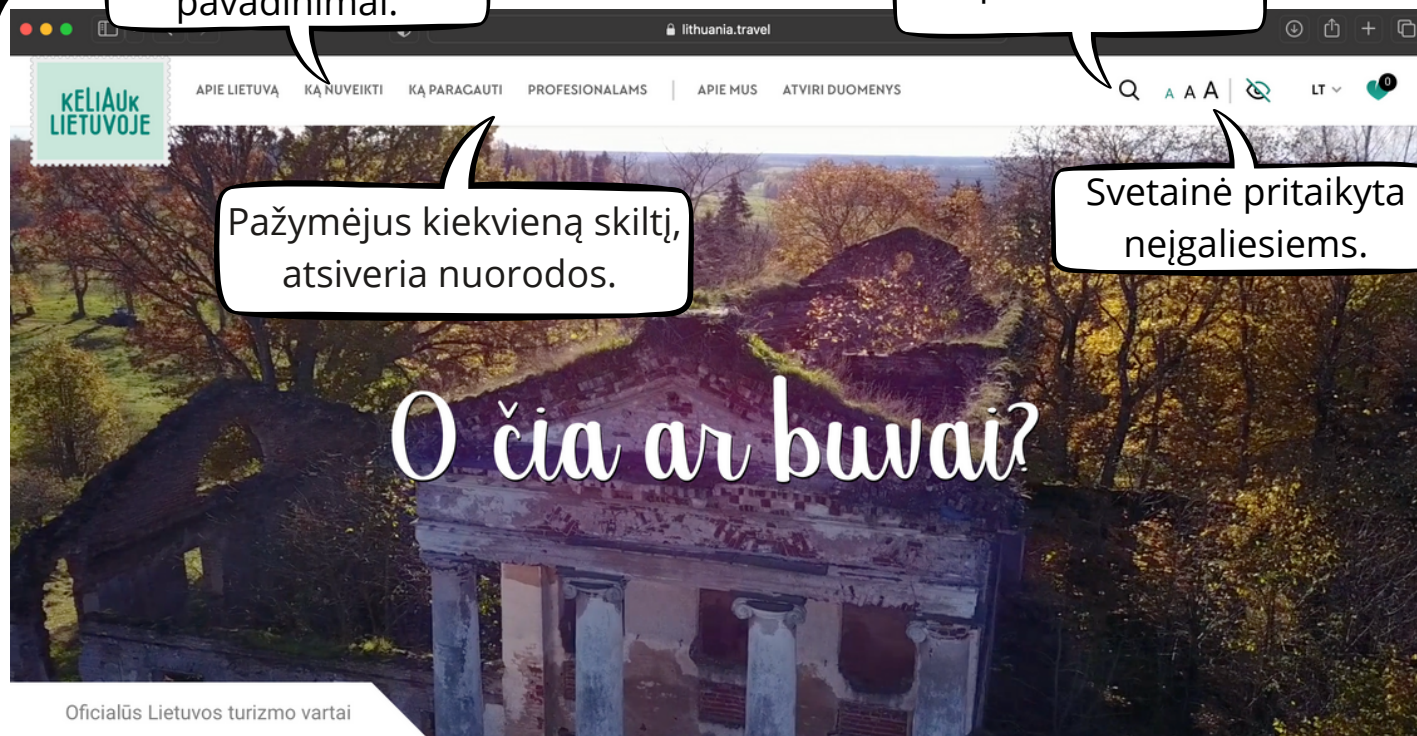 pavadinimai.
lithuania.travel
KELIAUK
LIETUVOJE
APIE LIETUVĄ KĄ NUVEIKTI KĄ PARAGAUTI PROFESIONALAMS | APIE MUS ATVIRI DUOMENYS
A A A | LT 0
Pažymėjus kiekvieną skiltį,
atsiveria nuorodos.
Svetainė pritaikyta
neįgaliesiems.
O čia ar buvai?
Oficialūs Lietuvos turizmo vartai